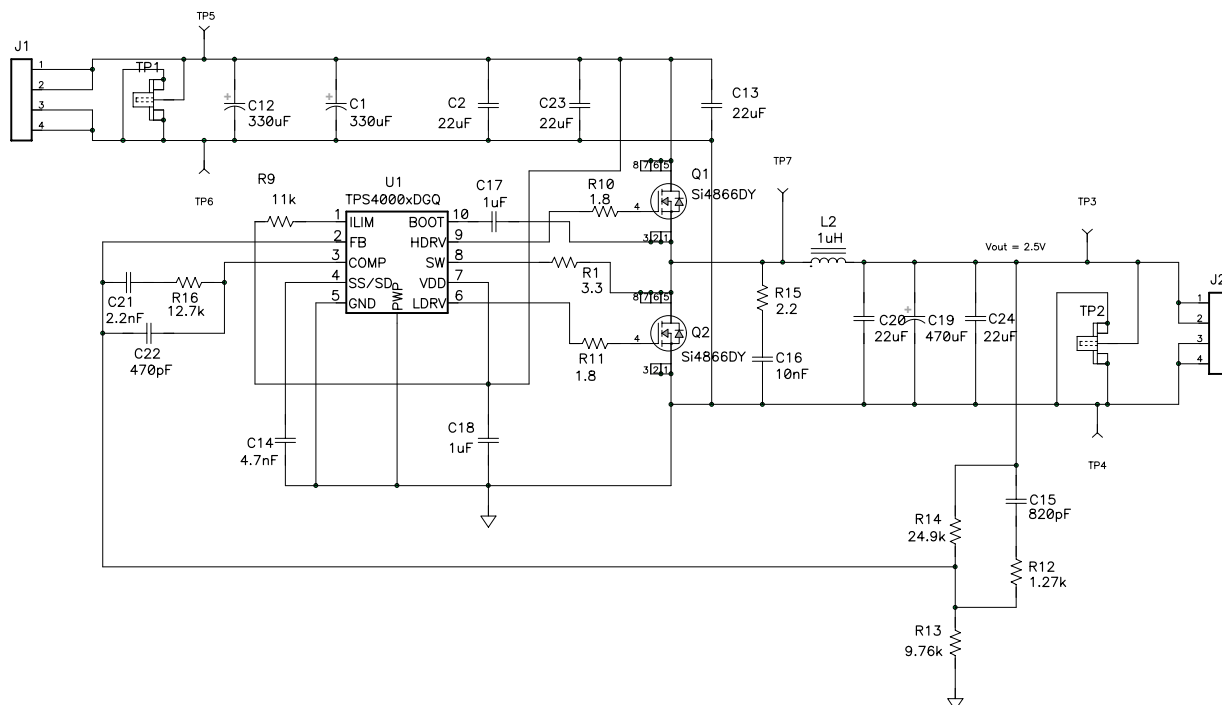 TP5
J1
1
2
3
4
TP1
+
C12
330uF
+
C1
330uF
C2
22uF
C23
22uF
C13
22uF
TP6
8 7 6 5
Q1
Si4866DY
4
3 2 1
TP7
R9
11k
U1
TPS4000xDGQ
C17
1uF
R10
1.8
1 ILIM
2 FB
3 COMP
4 SS/SD
5 GND
PWP
BOOT 10
HDRV 9
SW 8
VDD 7
LDRV 6
L2
1uH
Vout = 2.5V
TP3
C21
2.2nF
R16
12.7k
C22
470pF
R1
3.3
8 7 6 5
Q2
Si4866DY
4
3 2 1
R11
1.8
R15
2.2
C16
10nF
C20
22uF
+
C19
470uF
C24
22uF
TP2
J2
1
2
3
4
TP4
C14
4.7nF
C18
1uF
C15
820pF
R14
24.9k
R12
1.27k
R13
9.76k